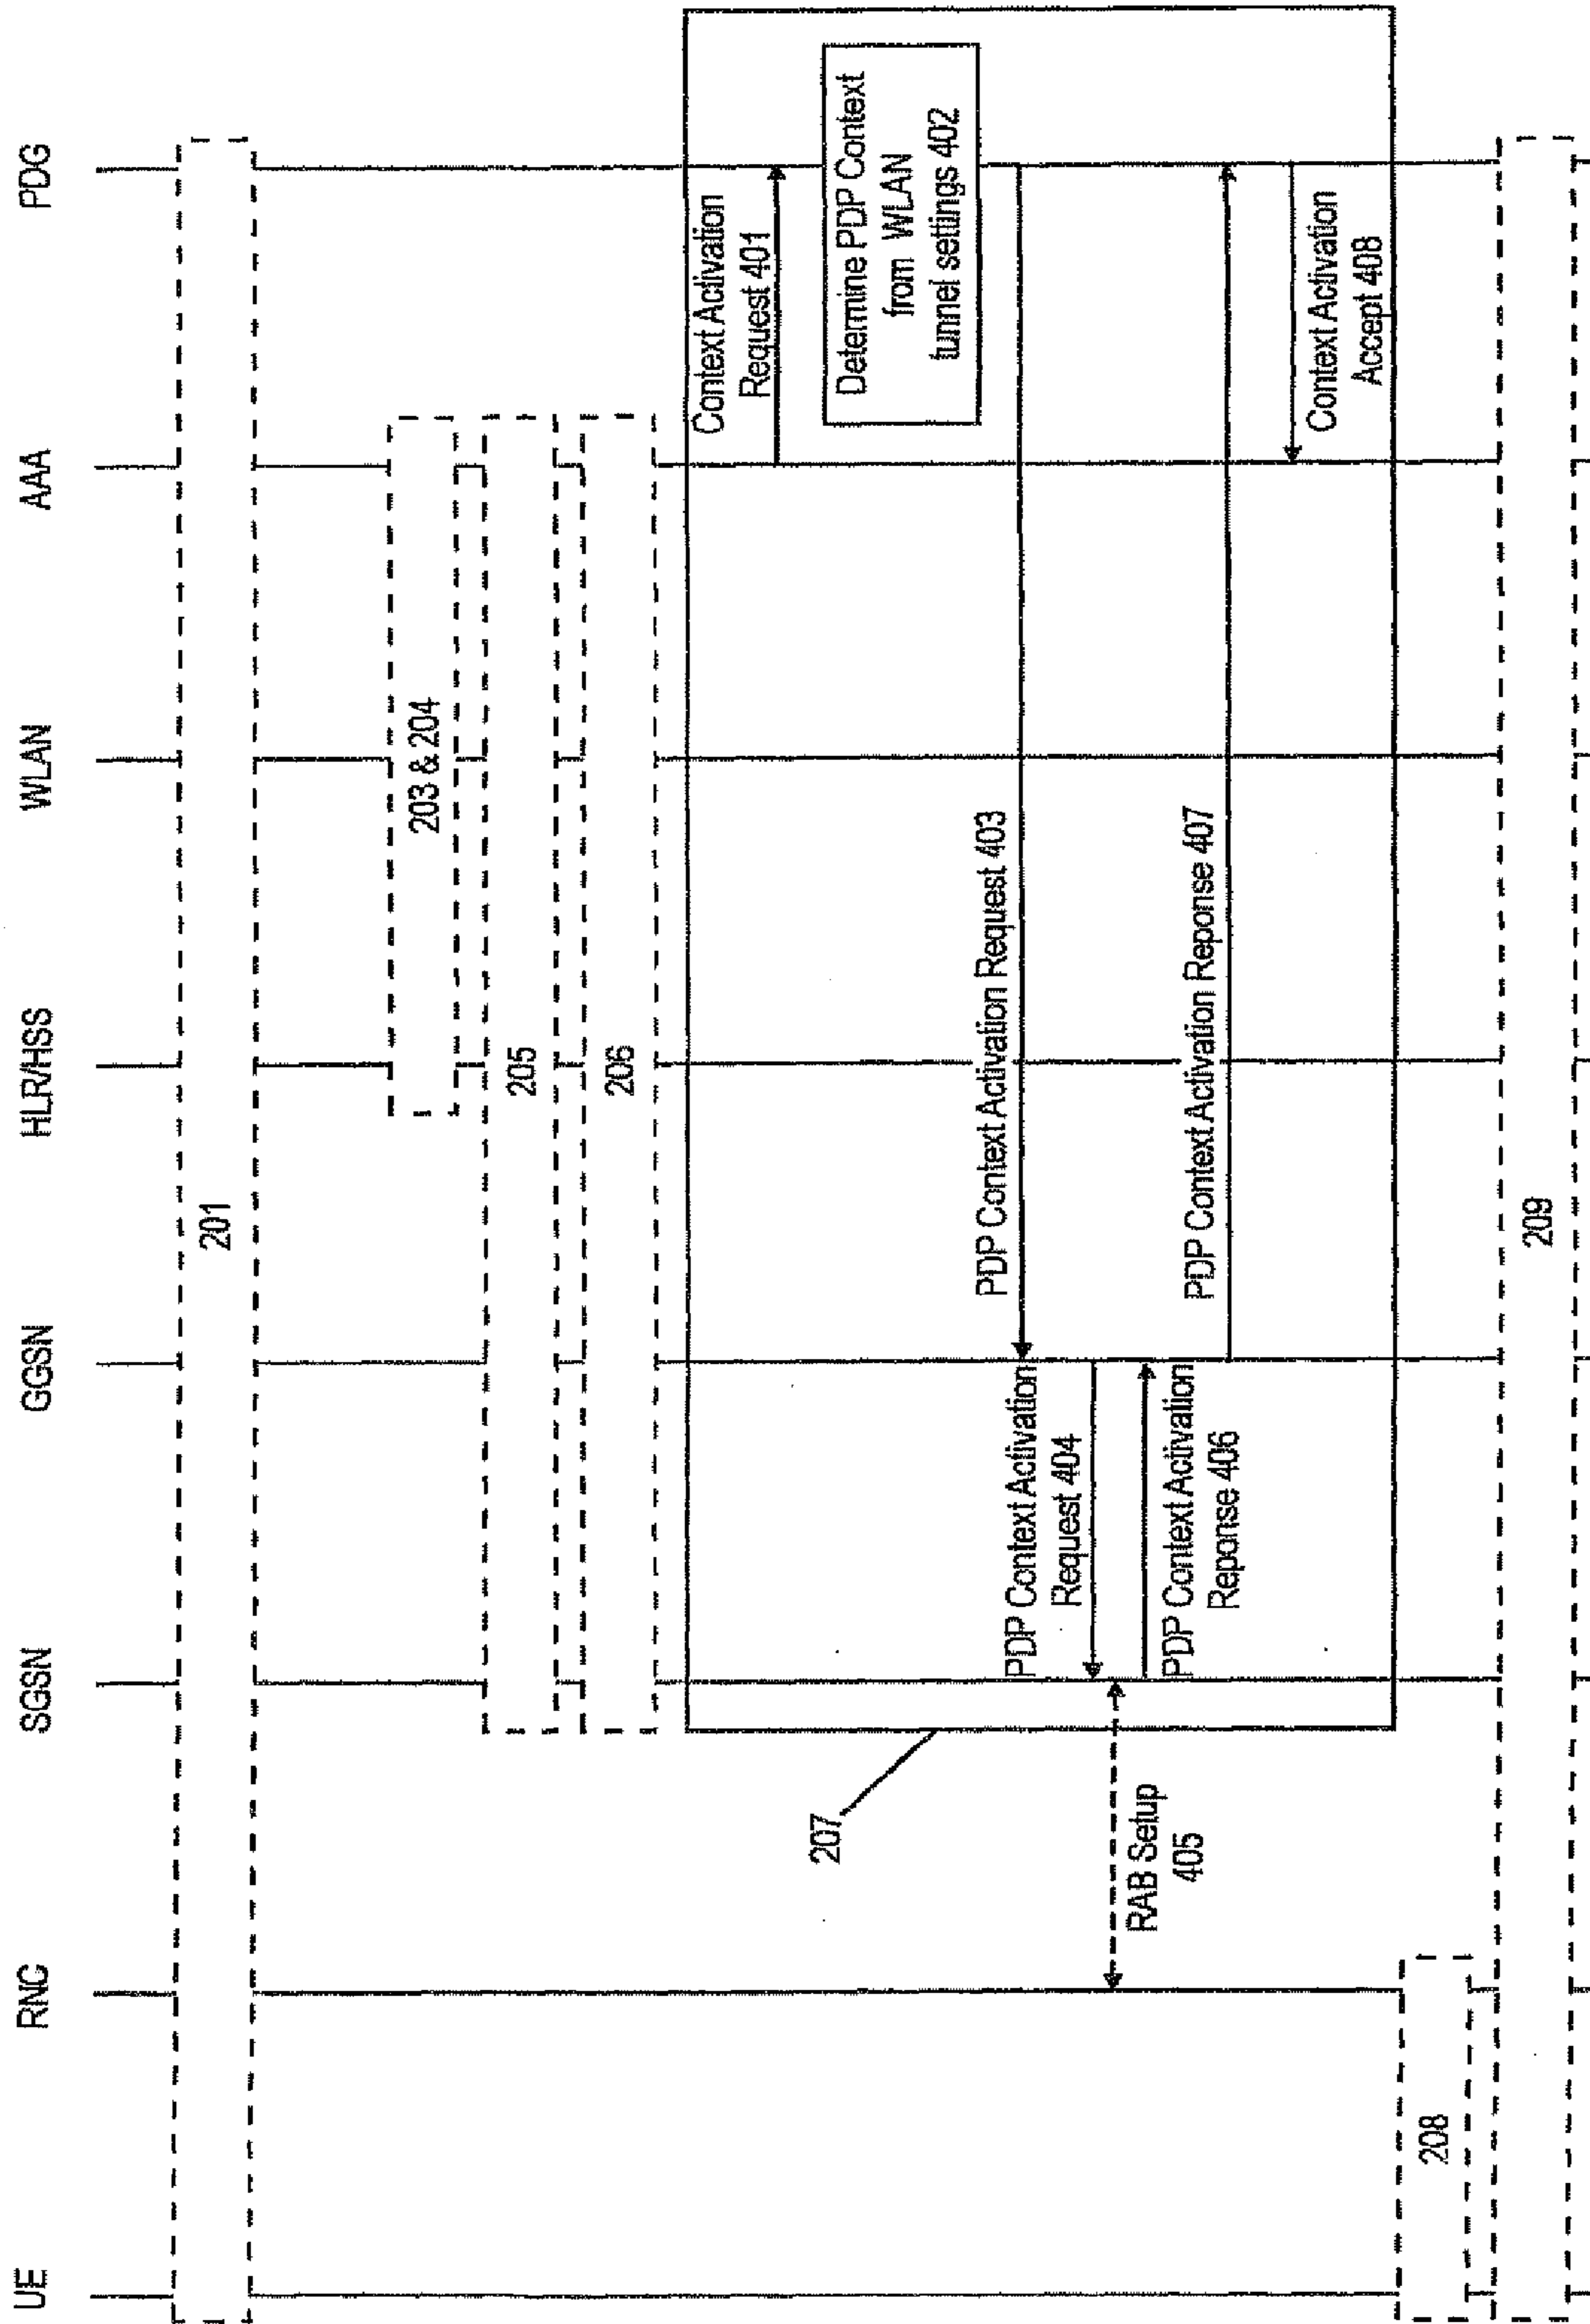 UE
RNC
SGSN
GGSN
HLR/HSS
WLAN
AAA
PDG
201
203 & 204
205
206
207
Context Activation
Request 401
Determine PDP Context
from WLAN
tunnel settings 402
PDP Context Activation Request 403
PDP Context Activation
Request 404
RAB Setup
405
PDP Context Activation
Reponse 406
PDP Context Activation Reponse 407
Context Activation
Accept 408
208
209